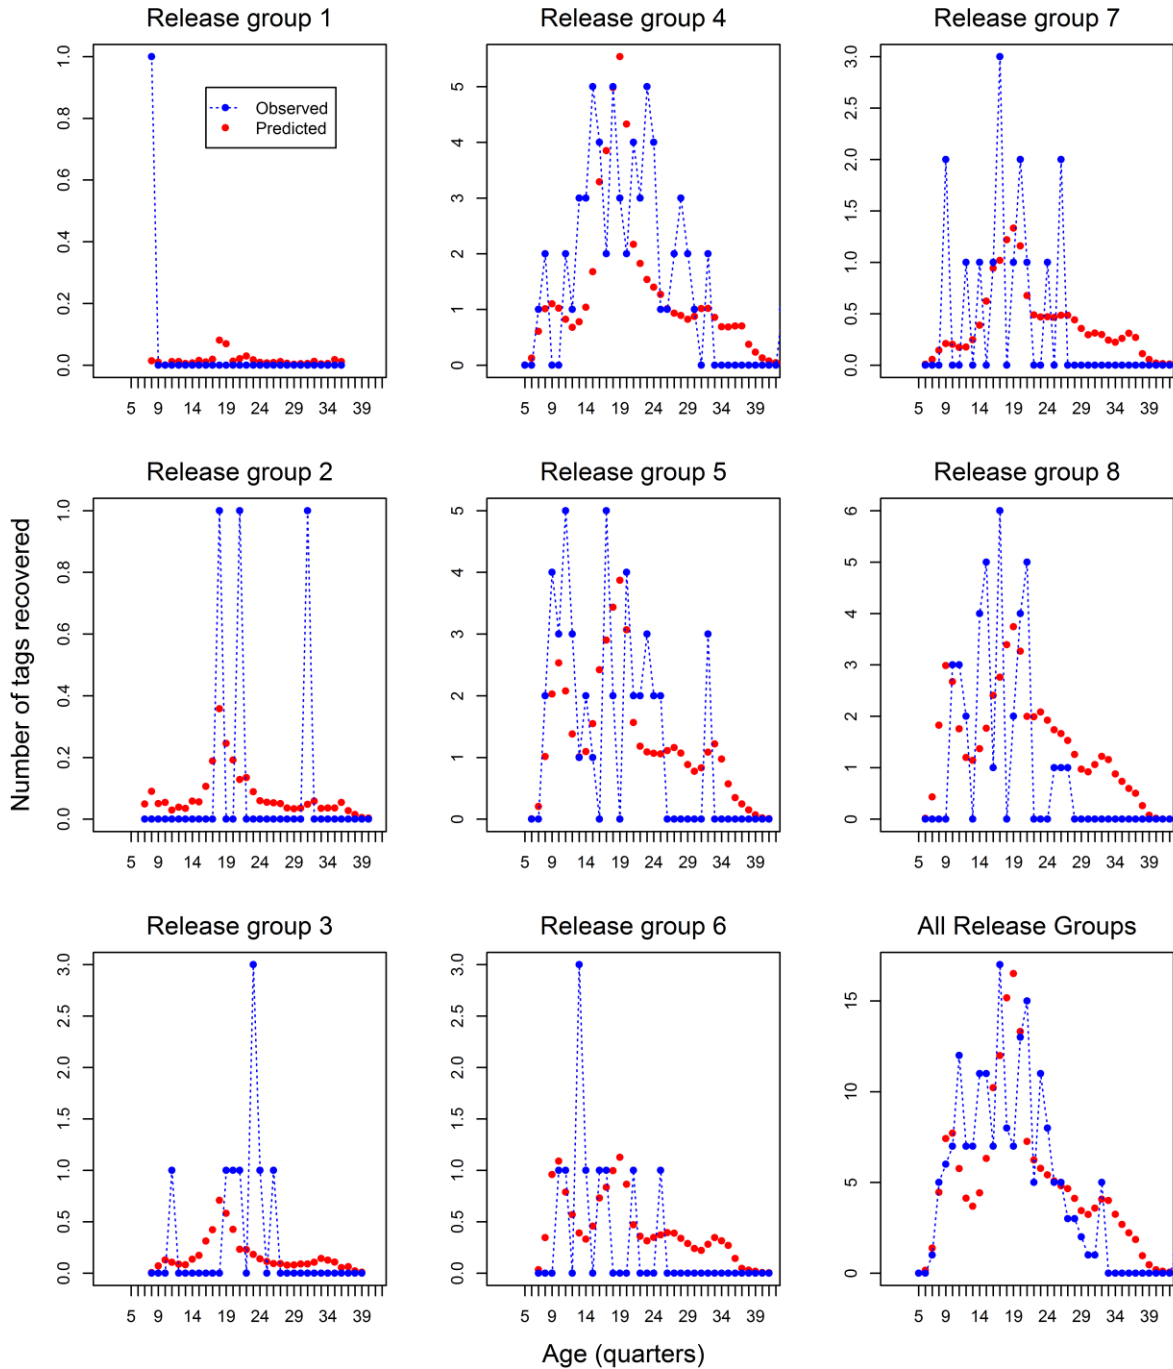 Release group 1
Release group 4
Release group 7
0.0 0.2 0.4 0.6 0.8 1.0
Observed
Predicted
5 9 14 19 24 29 34 39
0 1 2 3 4 5
5 9 14 19 24 29 34 39
0.0 0.5 1.0 1.5 2.0 2.5 3.0
5 9 14 19 24 29 34 39
Number of tags recovered
Release group 2
Release group 5
Release group 8
0.0 0.2 0.4 0.6 0.8 1.0
5 9 14 19 24 29 34 39
0 1 2 3 4 5
5 9 14 19 24 29 34 39
0 1 2 3 4 5 6
5 9 14 19 24 29 34 39
Release group 3
Release group 6
All Release Groups
0.0 0.5 1.0 1.5 2.0 2.5 3.0
5 9 14 19 24 29 34 39
0.0 0.5 1.0 1.5 2.0 2.5 3.0
5 9 14 19 24 29 34 39
0 5 10 15
5 9 14 19 24 29 34 39
Age (quarters)